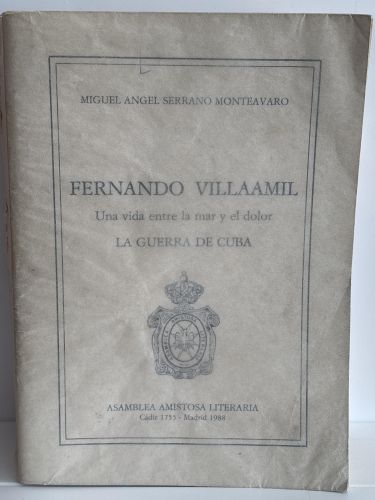 MIGUEL ANGEL SERRANO MONTEAVARO
FERNANDO VILLAAMIL
Una vida entre la mar y el dolor
LA GUERRA DE CUBA
ASAMBLEA AMISTOSA LITERARIA
Cádiz 1755 - Madrid 1988